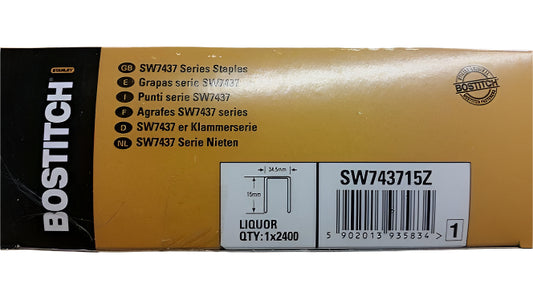 STANLEY
BOSTITCH
GB SW7437 Series Staples
E Grapas serie SW7437
I Punti serie SW7437
F Agrafes SW7437 series
D SW7437 er Klammerserie
NL SW7437 Serie Nieten
BOSTITCH
34,5mm
15mm
LIQUOR
QTY:1x2400
SW743715Z
5 902013 935834 >
1